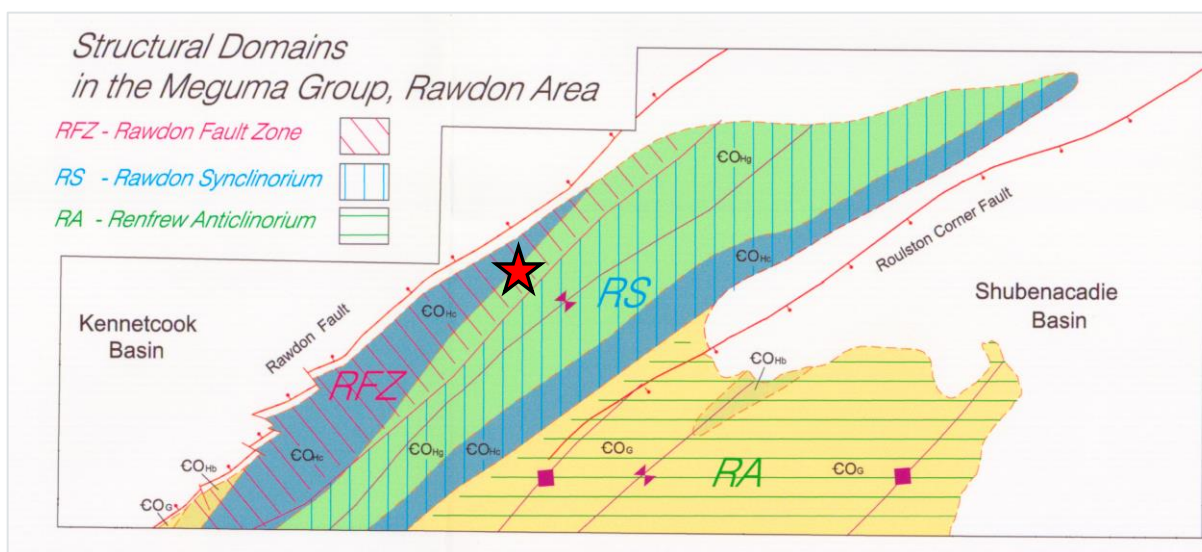 Structural Domains
in the Meguma Group, Rawdon Area
RFZ - Rawdon Fault Zone
RS - Rawdon Synclinorium
RA - Renfrew Anticlinorium
Kennetcook
Basin
Rawdon Fault
RFZ
RS
RA
Roulston Corner Fault
Shubenacadie
Basin
ЄOHg
ЄOHc
ЄOHc
ЄOHb
ЄOHc
ЄOHg
ЄOHc
ЄOG
ЄOG
ЄOHb
ЄOG